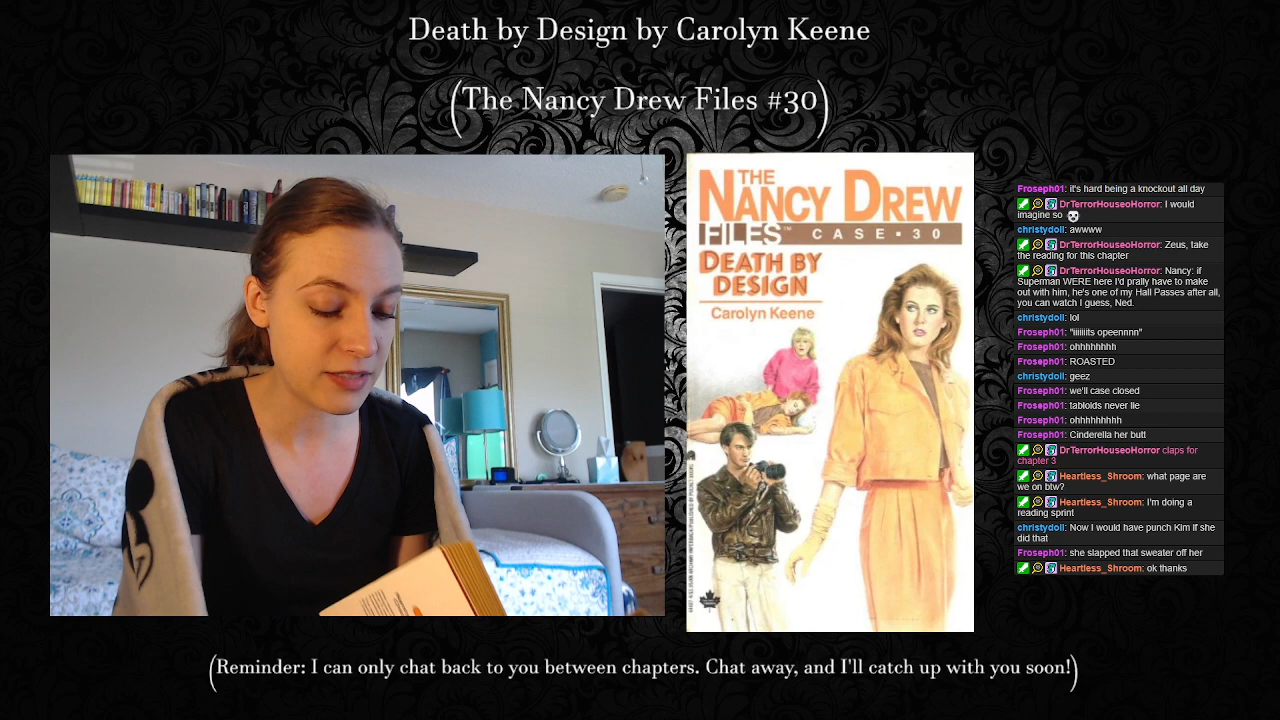 Death by Design by Carolyn Keene
(The Nancy Drew Files #30)
THE
NANCY DREW
FILES™ CASE • 30
DEATH BY
DESIGN
Carolyn Keene
Froseph01: it's hard being a knockout all day
DrTerrorHouseoHorror: I would
imagine so
christydoll: awwww
DrTerrorHouseoHorror: Zeus, take
the reading for this chapter
DrTerrorHouseoHorror: Nancy: if
Superman WERE here I'd prally have to make
out with him, he's one of my Hall Passes after all,
you can watch I guess, Ned.
christydoll: lol
Froseph01: "iiiiiiits opeennnn"
Froseph01: ohhhhhhhh
Froseph01: ROASTED
christydoll: geez
Froseph01: we'll case closed
Froseph01: tabloids never lie
Froseph01: ohhhhhhhhh
Froseph01: Cinderella her butt
DrTerrorHouseoHorror claps for
chapter 3
Heartless_Shroom: what page are
we on btw?
Heartless_Shroom: I'm doing a
reading sprint
christydoll: Now I would have punch Kim if she
did that
Froseph01: she slapped that sweater off her
Heartless_Shroom: ok thanks
(Reminder: I can only chat back to you between chapters. Chat away, and I'll catch up with you soon!)